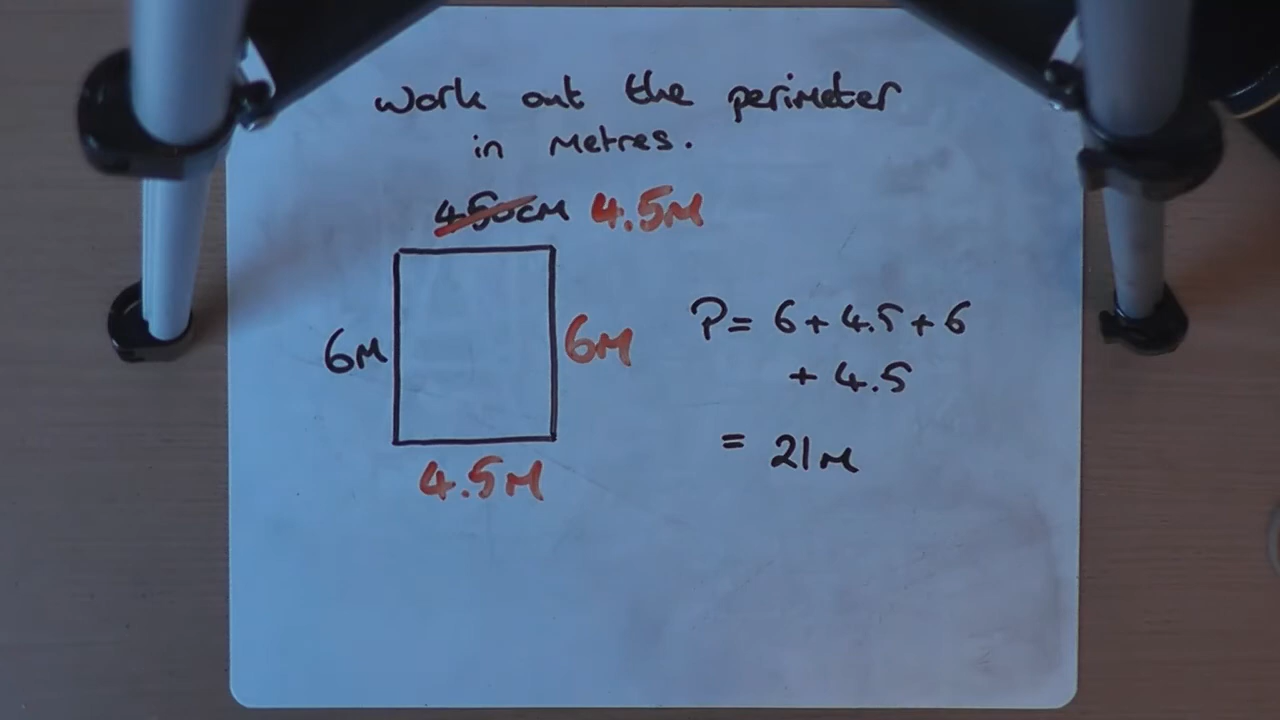 Work out the perimeter
in Metres.
450cM 4.5M
6M
6M
4.5M
P= 6+4.5+6
+ 4.5
= 21M